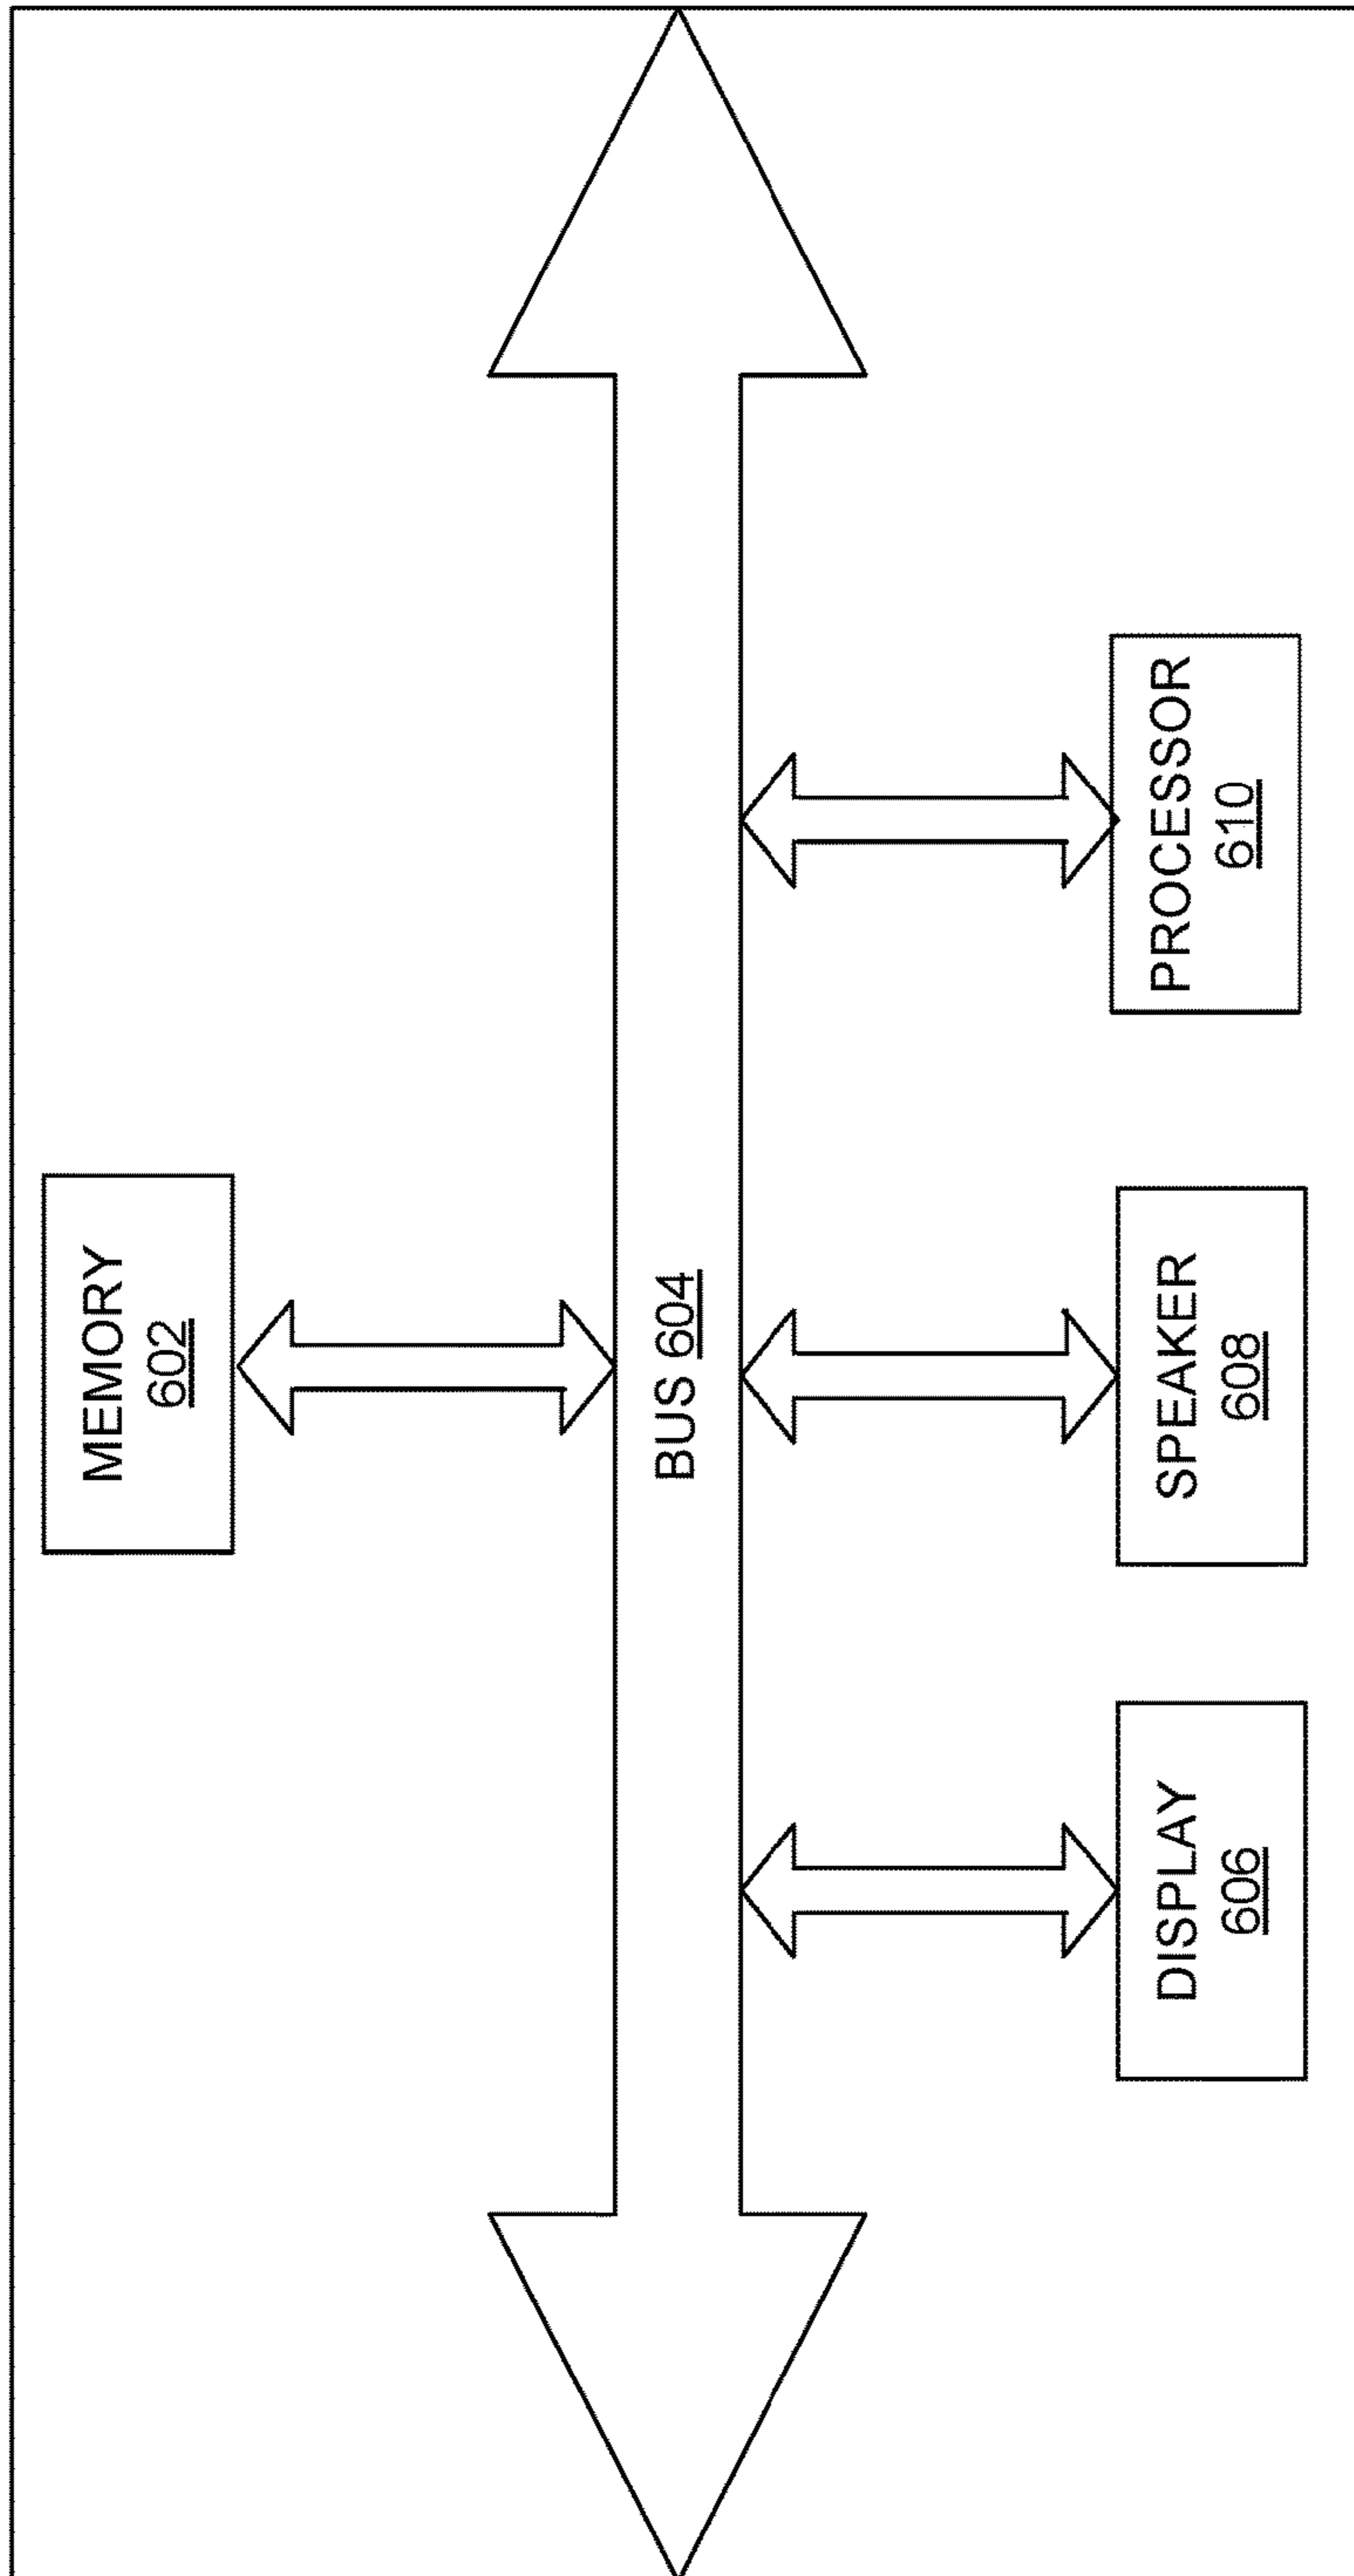 MEMORY
602
BUS 604
DISPLAY
606
SPEAKER
608
PROCESSOR
610